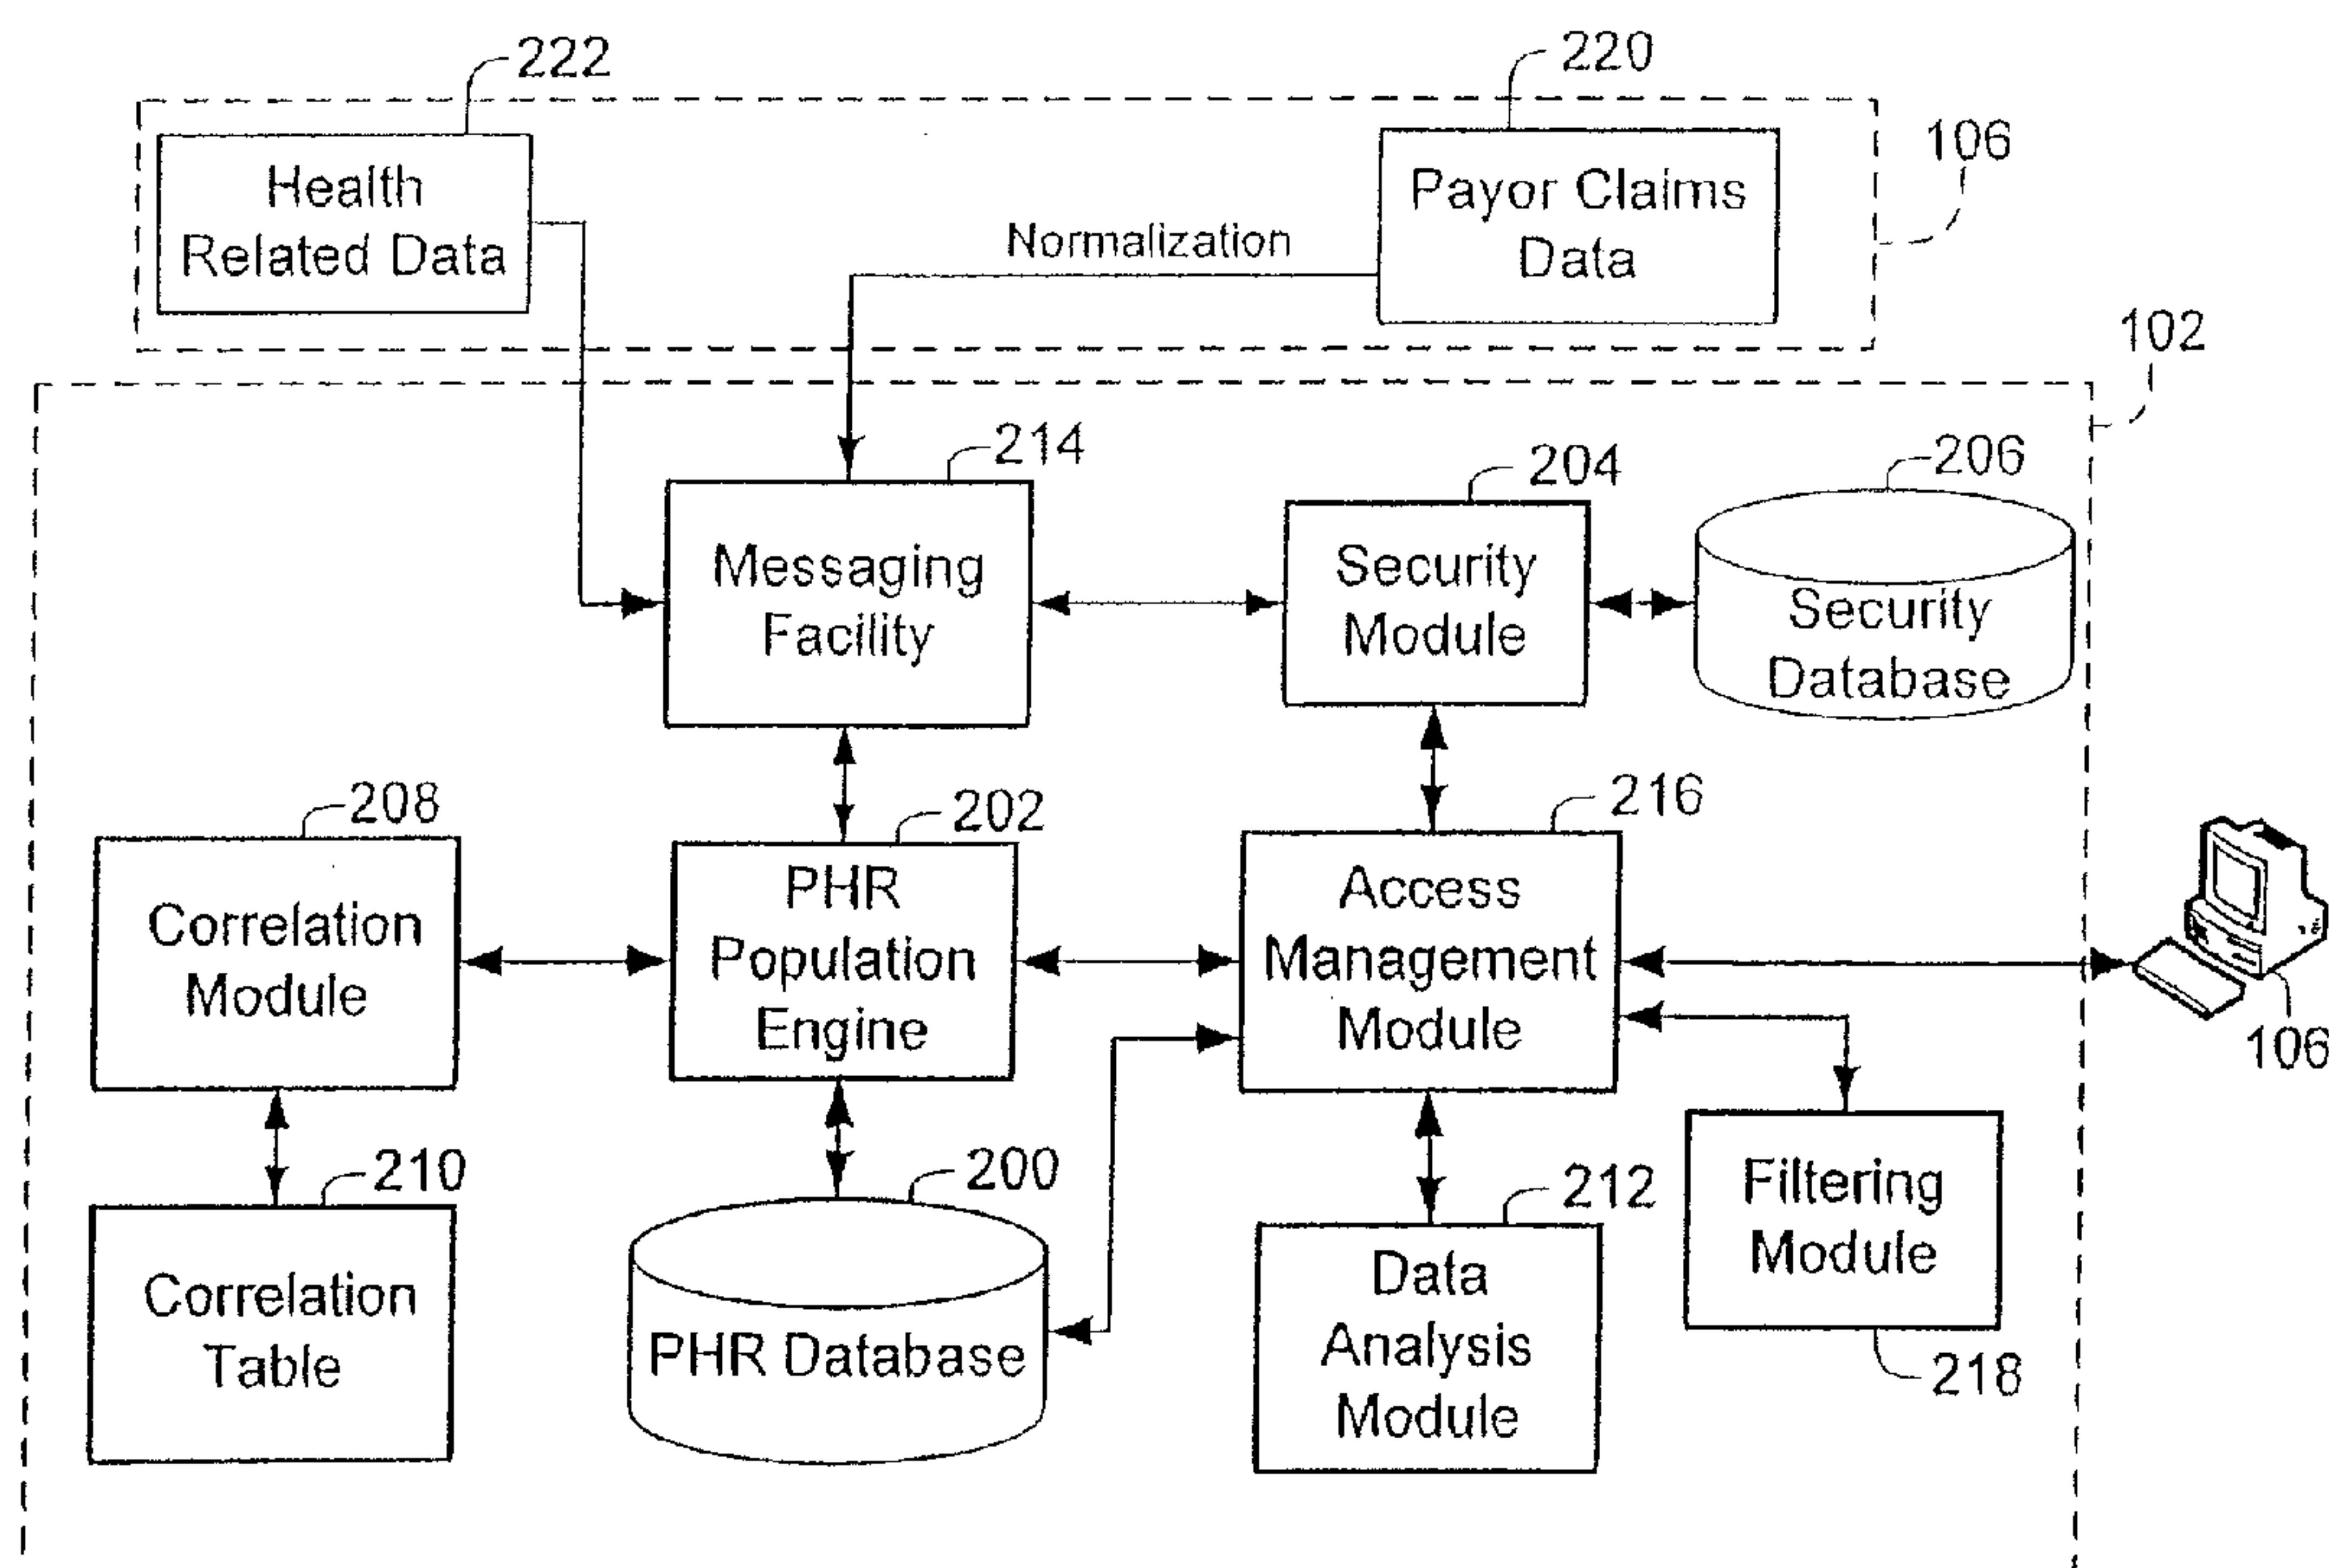 222
220
106
Health
Related Data
Payor Claims
Data
Normalization
102
214
204
206
Messaging
Facility
Security
Module
Security
Database
208
202
216
Correlation
Module
PHR
Population
Engine
Access
Management
Module
106
210
200
212
Filtering
Module
218
Correlation
Table
PHR Database
Data
Analysis
Module